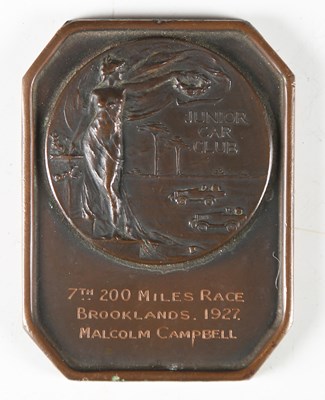 JUNIOR
CAR
CLUB
7TH 200 MILES RACE
BROOKLANDS. 1927.
MALCOLM CAMPBELL